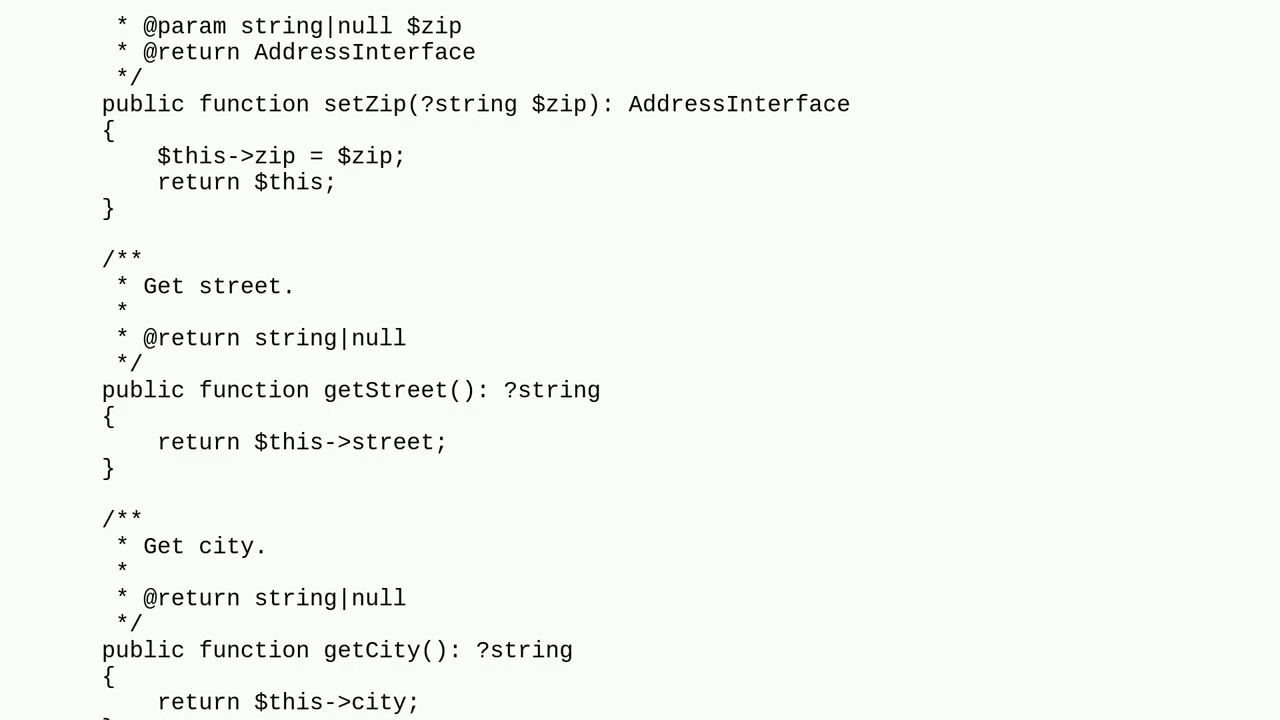 * @param string|null $zip
     * @return AddressInterface
     */
    public function setZip(?string $zip): AddressInterface
    {
        $this->zip = $zip;
        return $this;
    }

    /**
     * Get street.
     *
     * @return string|null
     */
    public function getStreet(): ?string
    {
        return $this->street;
    }

    /**
     * Get city.
     *
     * @return string|null
     */
    public function getCity(): ?string
    {
        return $this->city;
    }